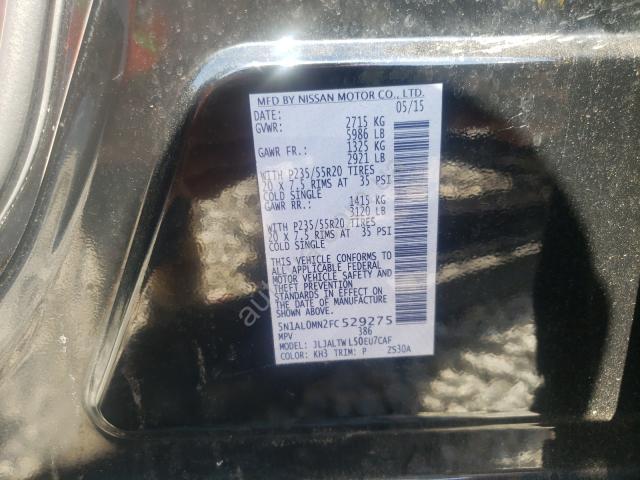 MFD BY NISSAN MOTOR CO., LTD.
DATE: 05/15
GVWR: 2715 KG
5986 LB
GAWR FR.: 1325 KG
2921 LB
WITH P235/55R20 TIRES
20 X 7.5 RIMS AT 35 PSI
COLD SINGLE
GAWR RR.: 1415 KG
3120 LB
WITH P235/55R20 TIRES
20 X 7.5 RIMS AT 35 PSI
COLD SINGLE
THIS VEHICLE CONFORMS TO
ALL APPLICABLE FEDERAL
MOTOR VEHICLE SAFETY AND
THEFT PREVENTION
STANDARDS IN EFFECT ON
THE DATE OF MANUFACTURE
SHOWN ABOVE.
5N1AL0MN2FC529275
MPV 386
MODEL: JLJALTWL50EU7CAF
COLOR: KH3 TRIM: P ZS30A